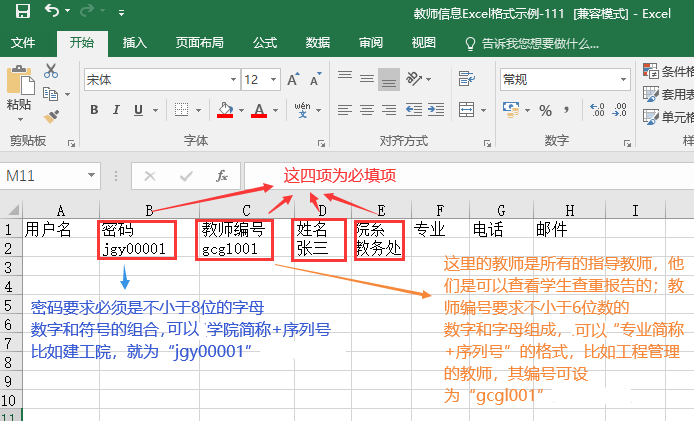 教师信息Excel格式示例-111 [兼容模式] - Excel
文件 开始 插入 页面布局 公式 数据 审阅 视图 告诉我您想要做什么...
粘贴
宋体 12 A A
B I U A wén 文
常规
% , .0 .00
条件格
套用表
单元格
剪贴板 字体 对齐方式 数字 样
M11 fx 这四项为必填项
A B C D E F G H I
1 用户名 密码 教师编号 姓名 院系 专业 电话 邮件
2 jgy00001 gcgl001 张三 教务处
3
4
5
6
7
8
9
10
11
密码要求必须是不小于8位的字母
数字和符号的组合,可以 学院简称+序列号
比如建工院，就为“jgy00001”
这里的教师是所有的指导教师，他
们是可以查看学生查重报告的；教
师编号要求不小于6位数的
数字和字母组成，可以“专业简称
+序列号”的格式，比如工程管理
的教师，其编号可设
为“gcgl001”